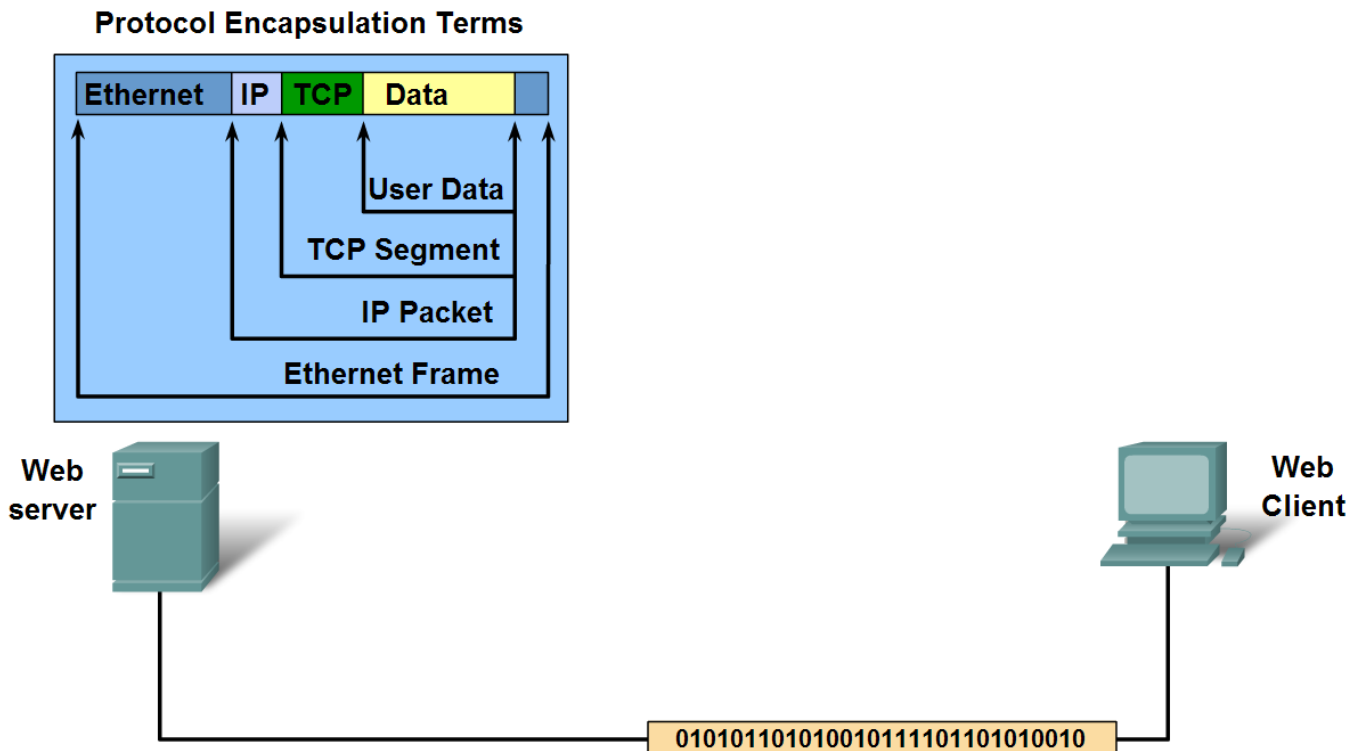 Protocol Encapsulation Terms
Ethernet IP TCP Data
User Data
TCP Segment
IP Packet
Ethernet Frame
Web
server
Web
Client
0101011010100101111101101010010